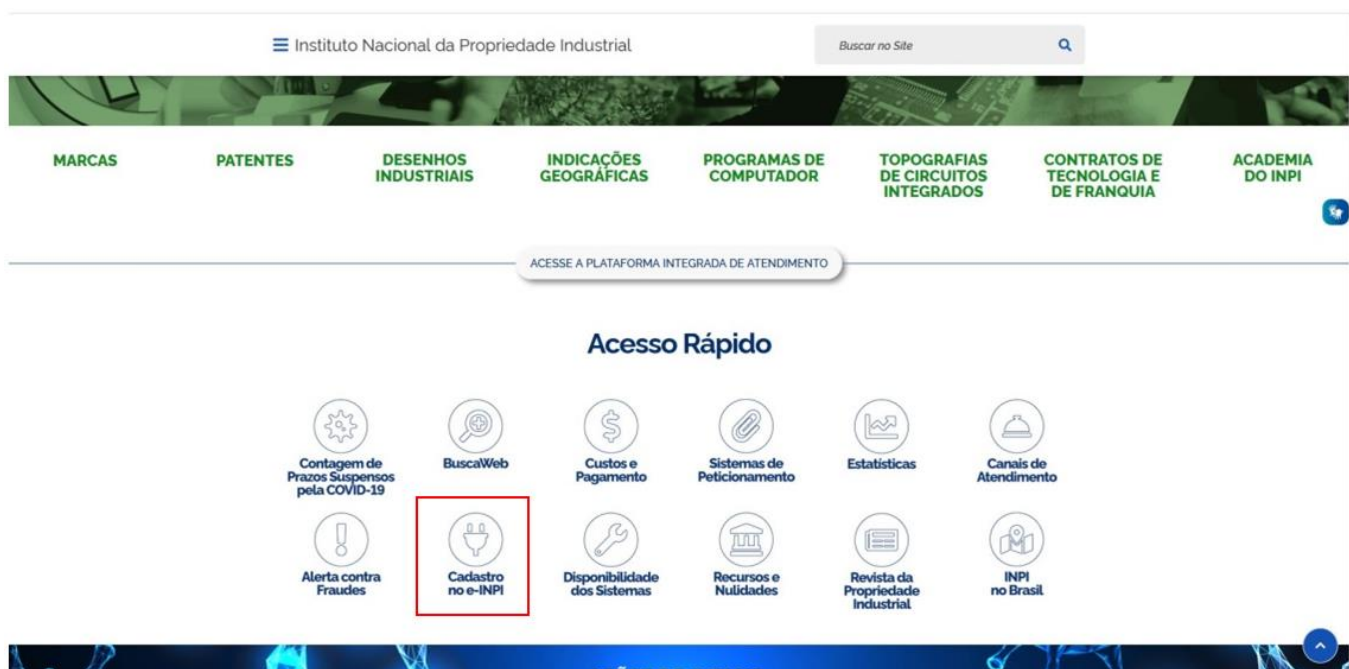 Instituto Nacional da Propriedade Industrial
Buscar no Site
MARCAS
PATENTES
DESENHOS
INDUSTRIAIS
INDICAÇÕES
GEOGRÁFICAS
PROGRAMAS DE
COMPUTADOR
TOPOGRAFIAS
DE CIRCUITOS
INTEGRADOS
CONTRATOS DE
TECNOLOGIA E
DE FRANQUIA
ACADEMIA
DO INPI
ACESSE A PLATAFORMA INTEGRADA DE ATENDIMENTO
Acesso Rápido
Contagem de
Prazos Suspensos
pela COVID-19
BuscaWeb
Custos e
Pagamento
Sistemas de
Peticionamento
Estatísticas
Canais de
Atendimento
Alerta contra
Fraudes
Cadastro
no e-INPI
Disponibilidade
dos Sistemas
Recursos e
Nulidades
Revista da
Propriedade
Industrial
INPI
no Brasil